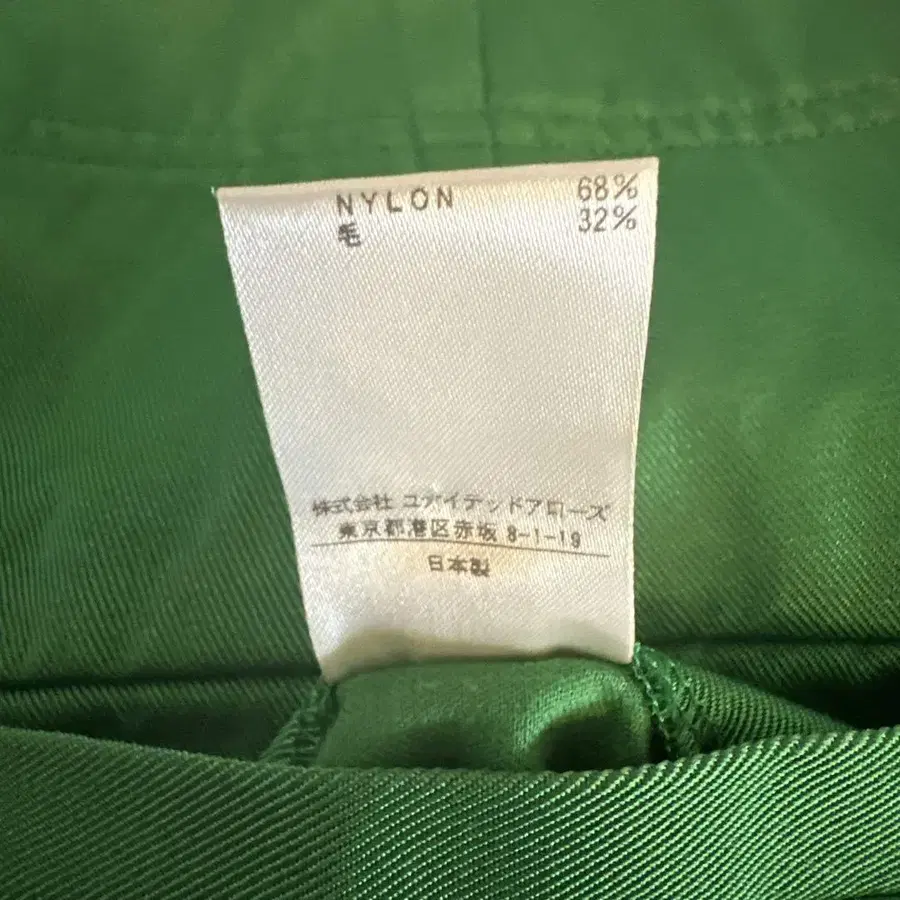 NYLON 68%
毛 32%
株式会社 ユナイテッドアローズ
東京都港区赤坂 8-1-19
日本製